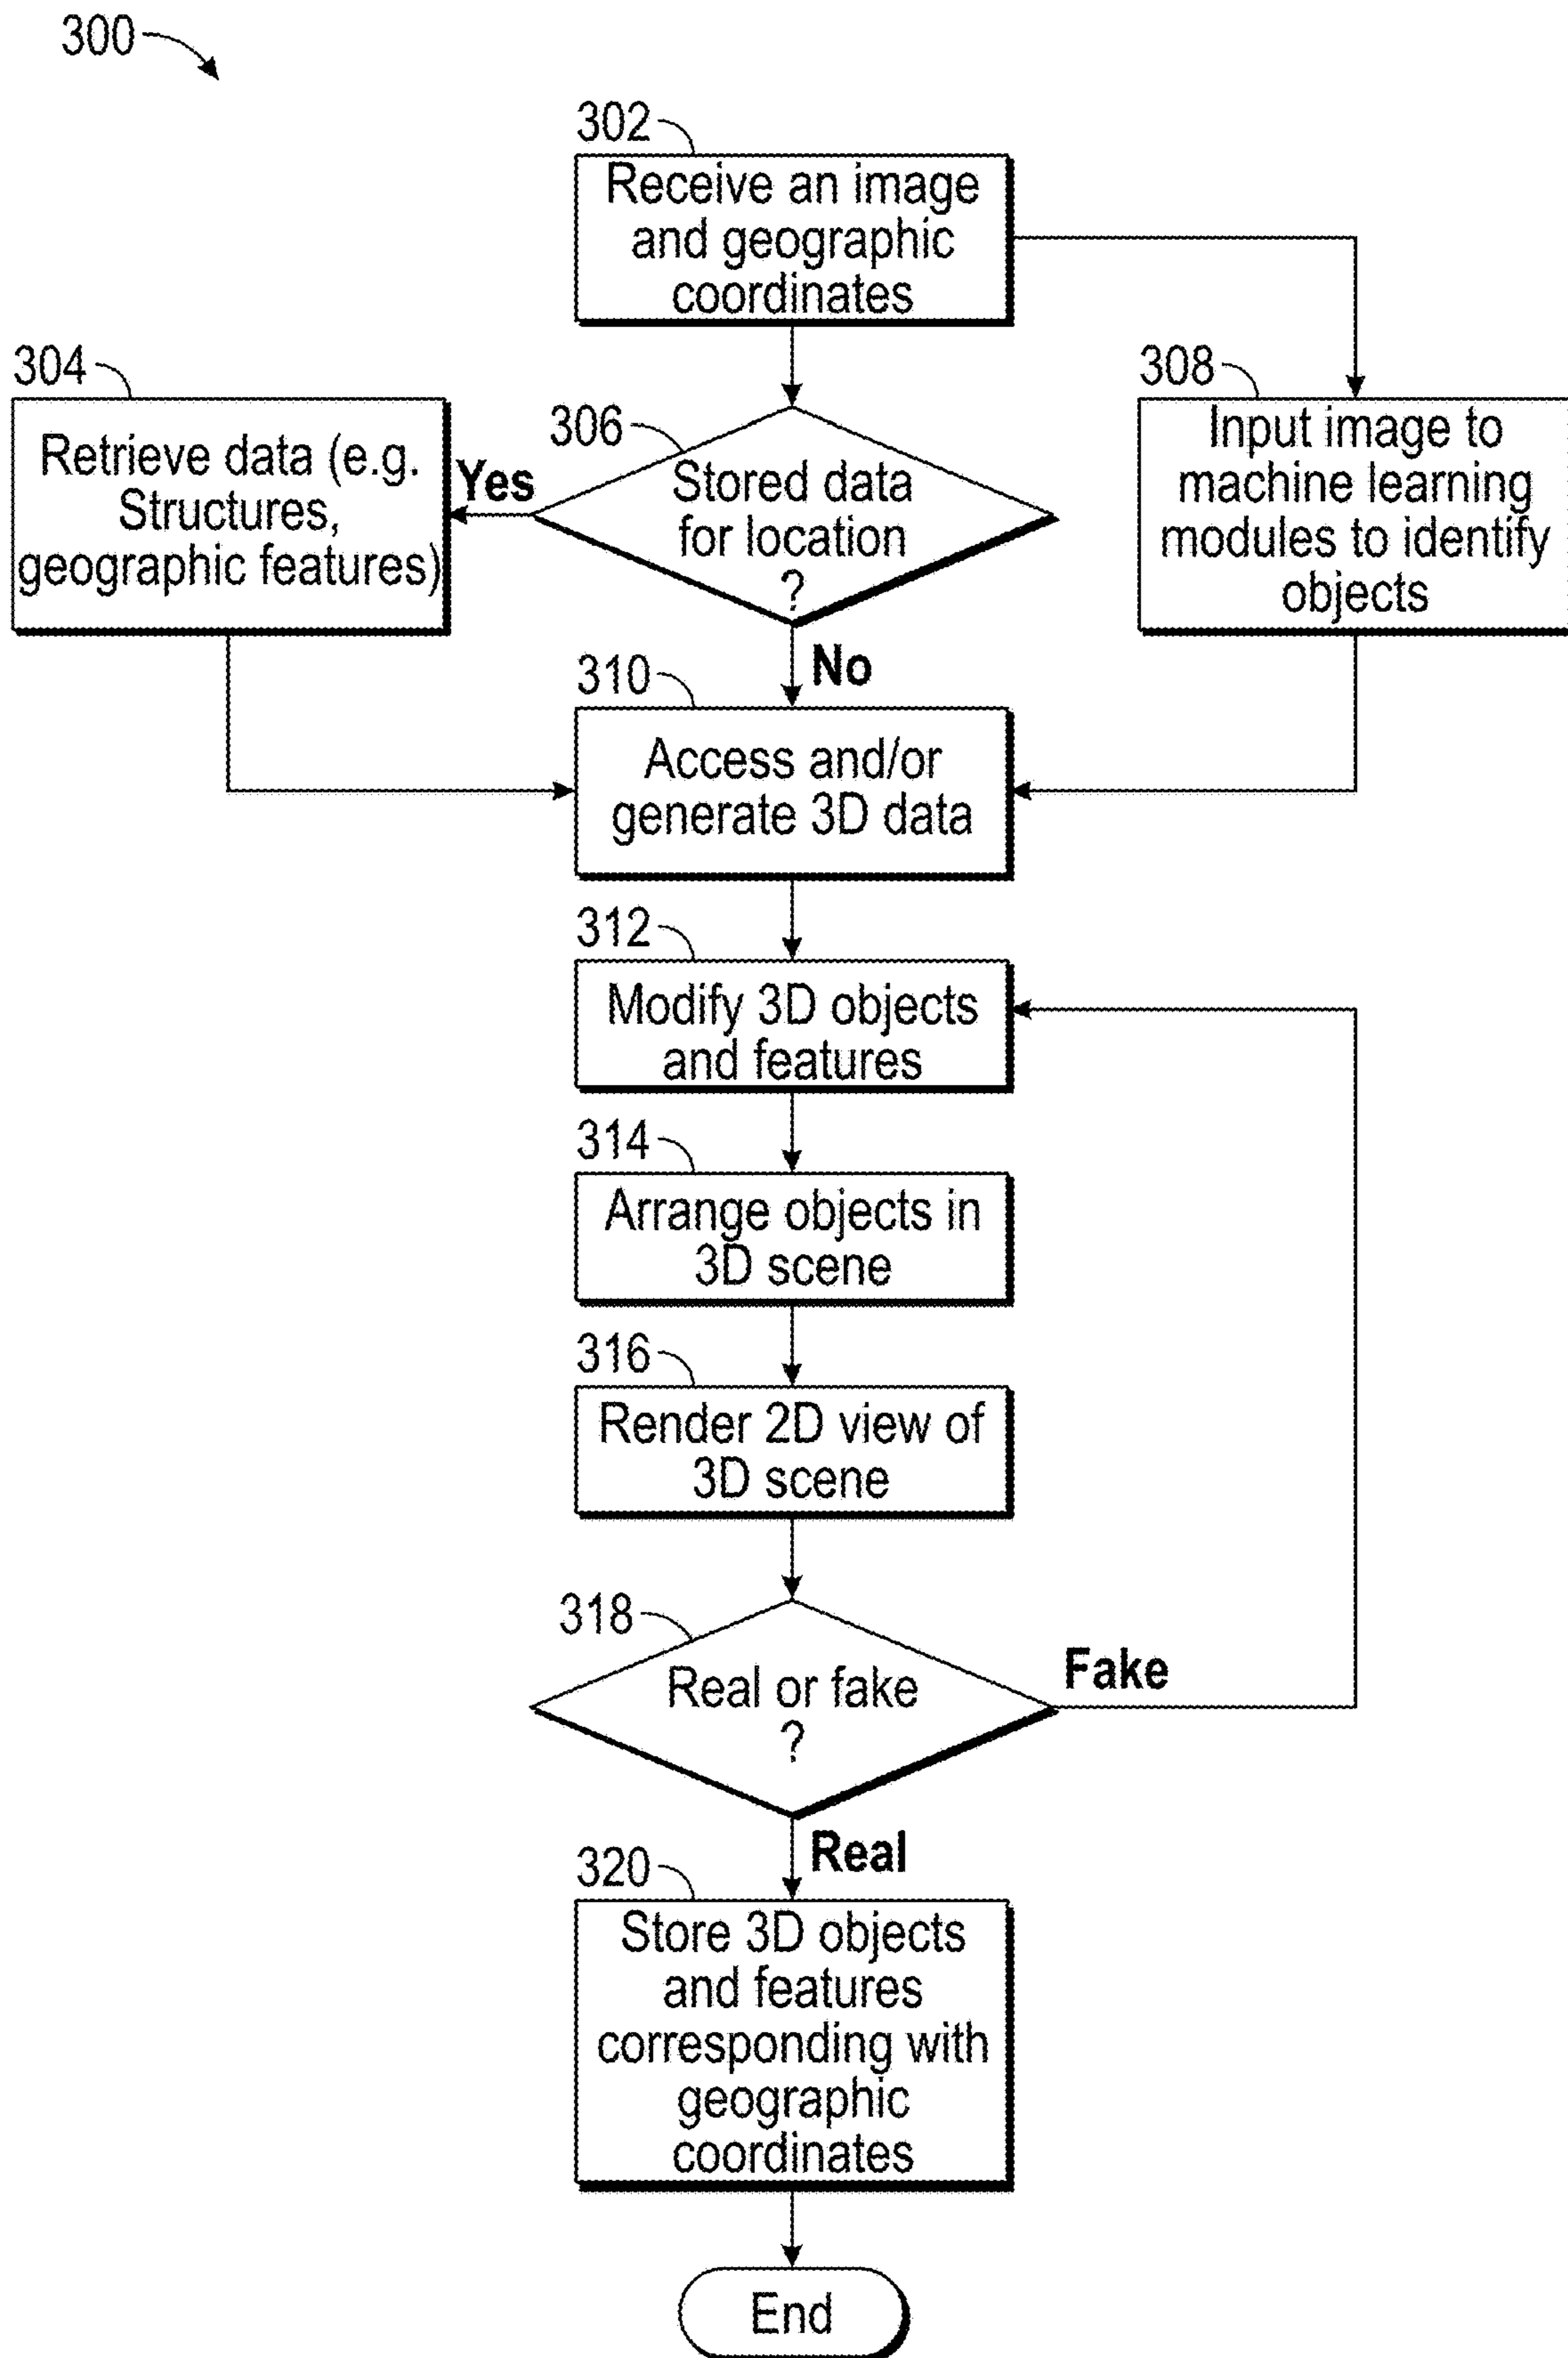 300
302
Receive an image
and geographic
coordinates
304
Retrieve data (e.g.
Structures,
geographic features)
Yes
306
Stored data
for location
?
308
Input image to
machine learning
modules to identify
objects
No
310
Access and/or
generate 3D data
312
Modify 3D objects
and features
314
Arrange objects in
3D scene
316
Render 2D view of
3D scene
318
Real or fake
?
Fake
Real
320
Store 3D objects
and features
corresponding with
geographic
coordinates
End